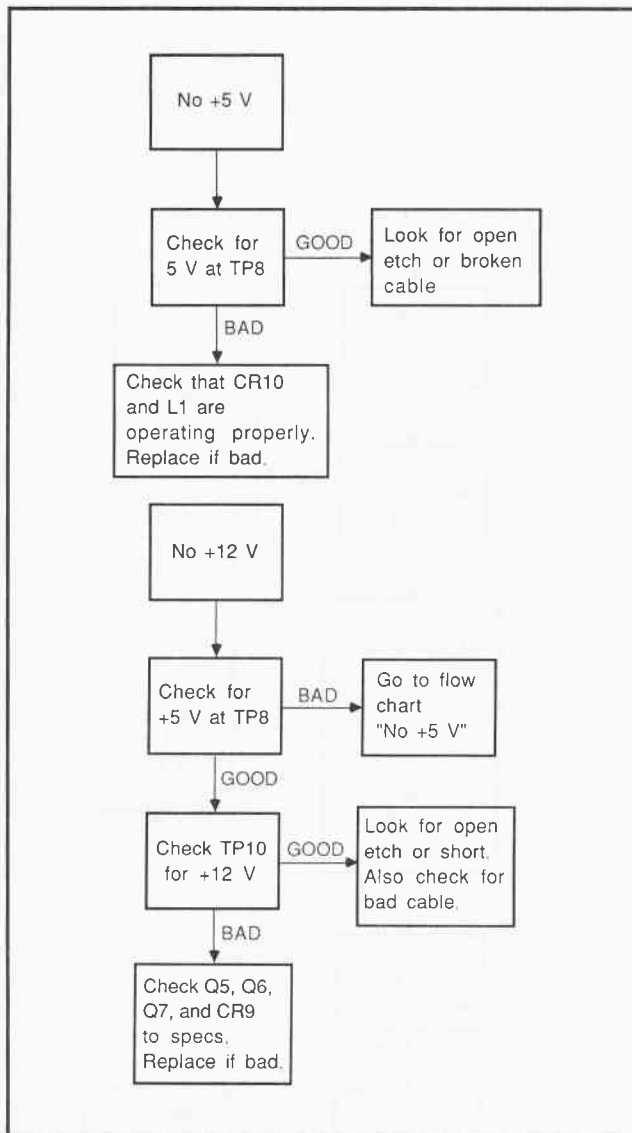 No +5 V
Check for
5 V at TP8
GOOD
Look for open
etch or broken
cable
BAD
Check that CR10
and L1 are
operating properly.
Replace if bad.
No +12 V
Check for
+5 V at TP8
BAD
Go to flow
chart
"No +5 V"
GOOD
Check TP10
for +12 V
GOOD
Look for open
etch or short.
Also check for
bad cable.
BAD
Check Q5, Q6,
Q7, and CR9
to specs.
Replace if bad.